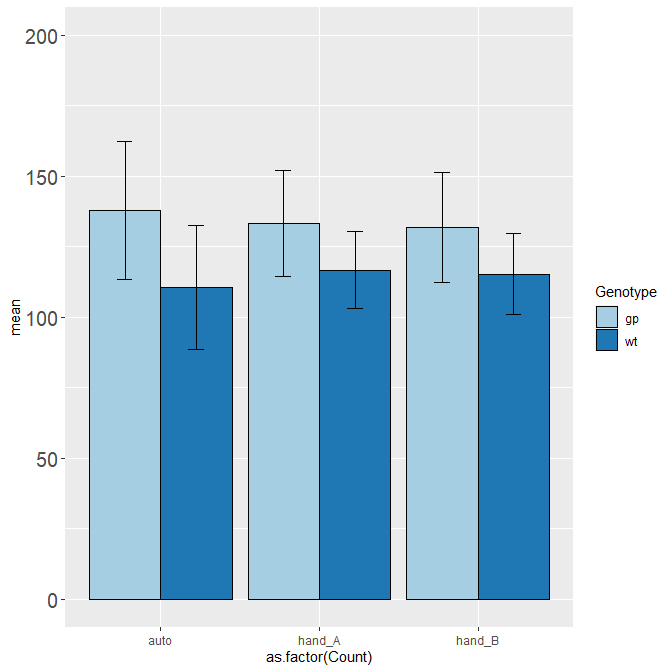 200
150
100
50
0
mean
auto
hand_A
hand_B
as.factor(Count)
Genotype
gp
wt